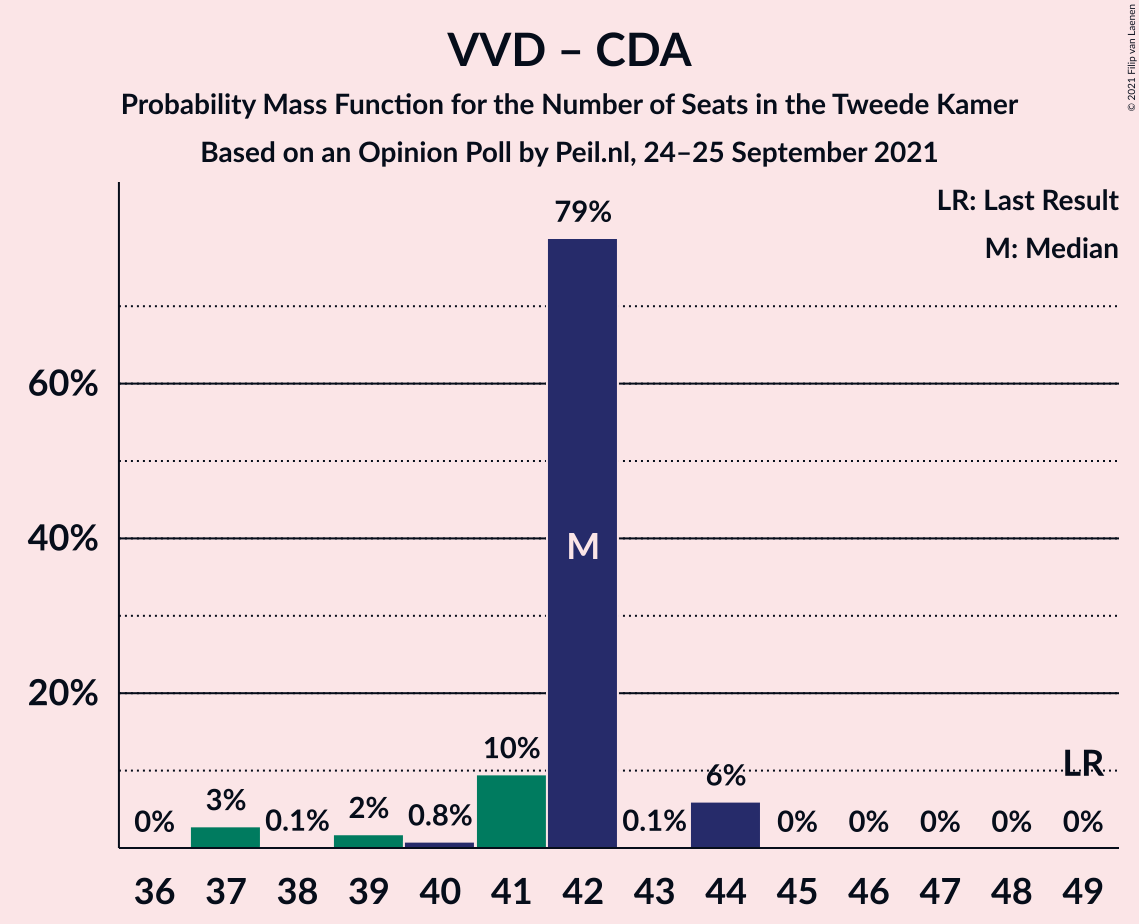 VVD – CDA
Probability Mass Function for the Number of Seats in the Tweede Kamer
Based on an Opinion Poll by Peil.nl, 24–25 September 2021
© 2021 Filip van Laenen
LR: Last Result
M: Median
60%
40%
20%
0% 3% 0.1% 2% 0.8% 10% 79% 0.1% 6% 0% 0% 0% 0% 0%
M
LR
36 37 38 39 40 41 42 43 44 45 46 47 48 49